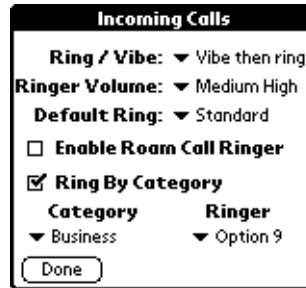 Incoming Calls
Ring / Vibe: Vibe then ring
Ringer Volume: Medium High
Default Ring: Standard
Enable Roam Call Ringer
Ring By Category
Category Ringer
Business Option 9
Done